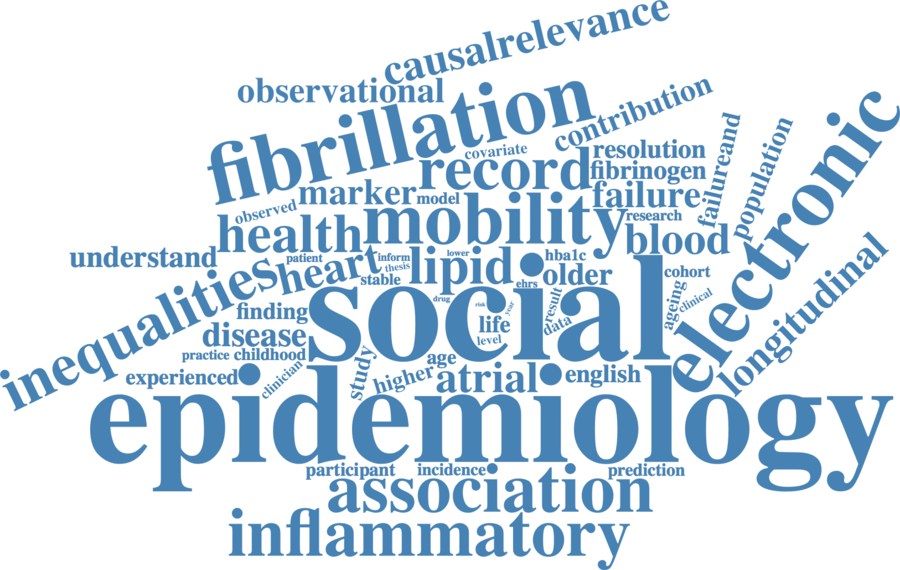 causalrelevance
observational
fibrillation
contribution
covariate
record
resolution
fibrinogen
failureand
population
electronic
marker
model
failure
observed
health
mobility
research
blood
understand
patient
heart
inform
thesis
lower
lipid
hba1c
ehrs
older
cohort
stable
inequalities
social
drug
risk
year
result
data
ageing
clinical
longitudinal
finding
disease
life
level
practice
childhood
experienced
clinician
study
higher
age
atrial
english
epidemiology
participant
incidence
prediction
association
inflammatory